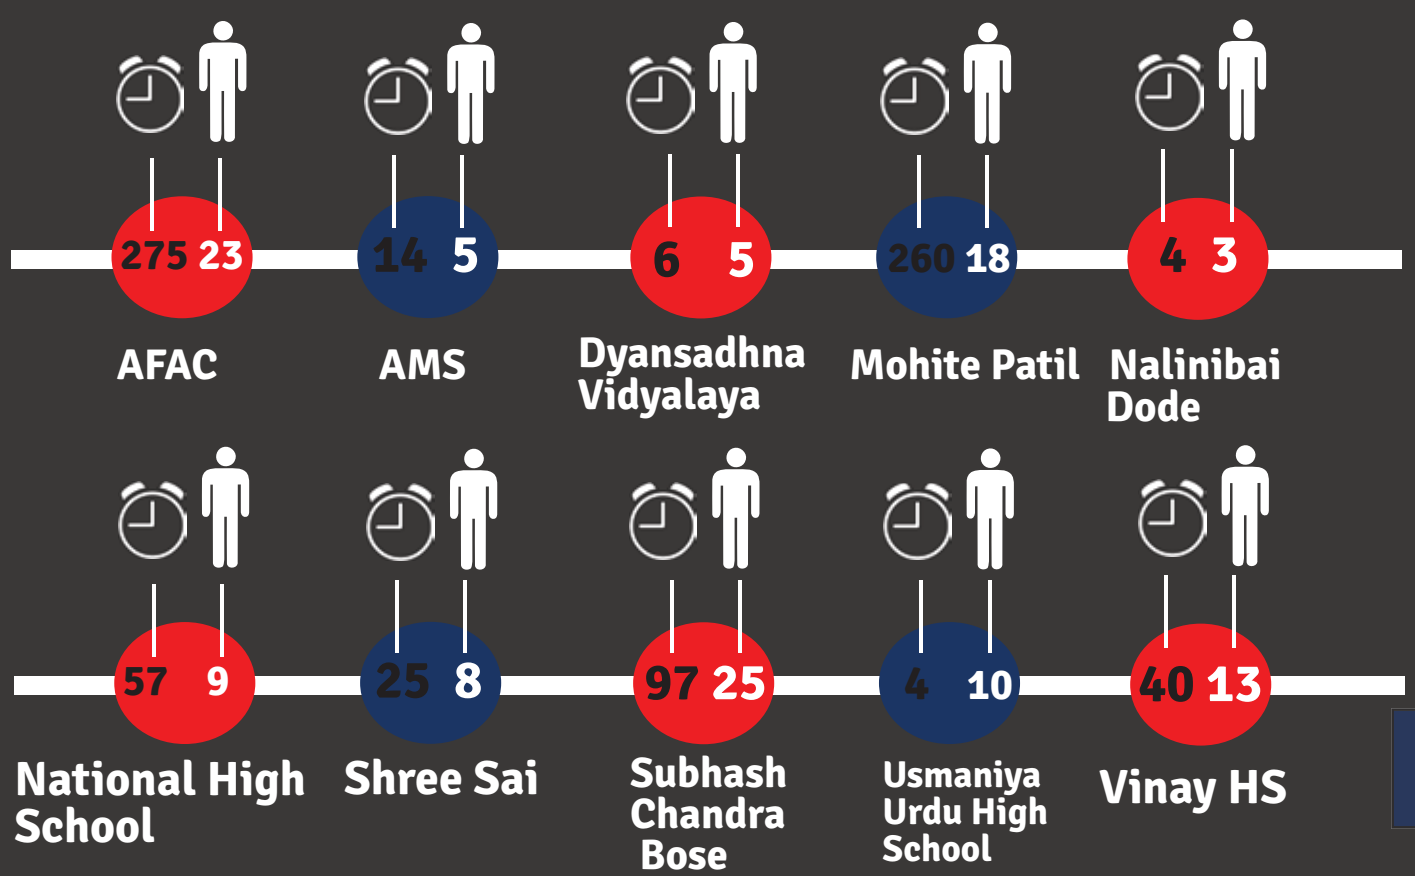 275 23
14 5
6 5
260 18
4 3
AFAC
AMS
Dyansadhna
Vidyalaya
Mohite Patil
Nalinibai
Dode
57 9
25 8
97 25
4 10
40 13
National High
School
Shree Sai
Subhash
Chandra
Bose
Usmaniya
Urdu High
School
Vinay HS